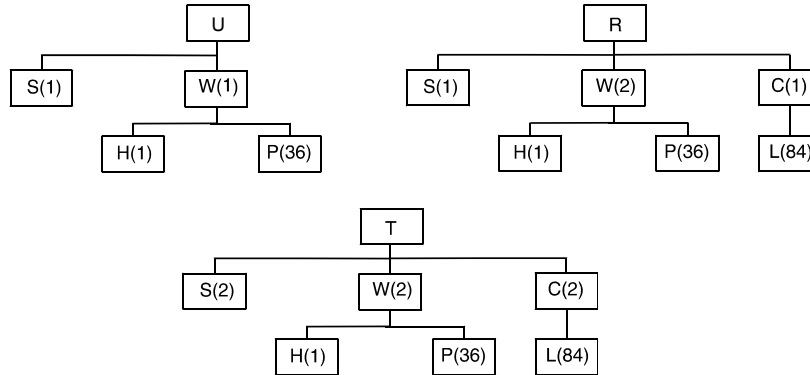 U
R
S(1)
W(1)
S(1)
W(2)
C(1)
H(1)
P(36)
H(1)
P(36)
L(84)
T
S(2)
W(2)
C(2)
H(1)
P(36)
L(84)